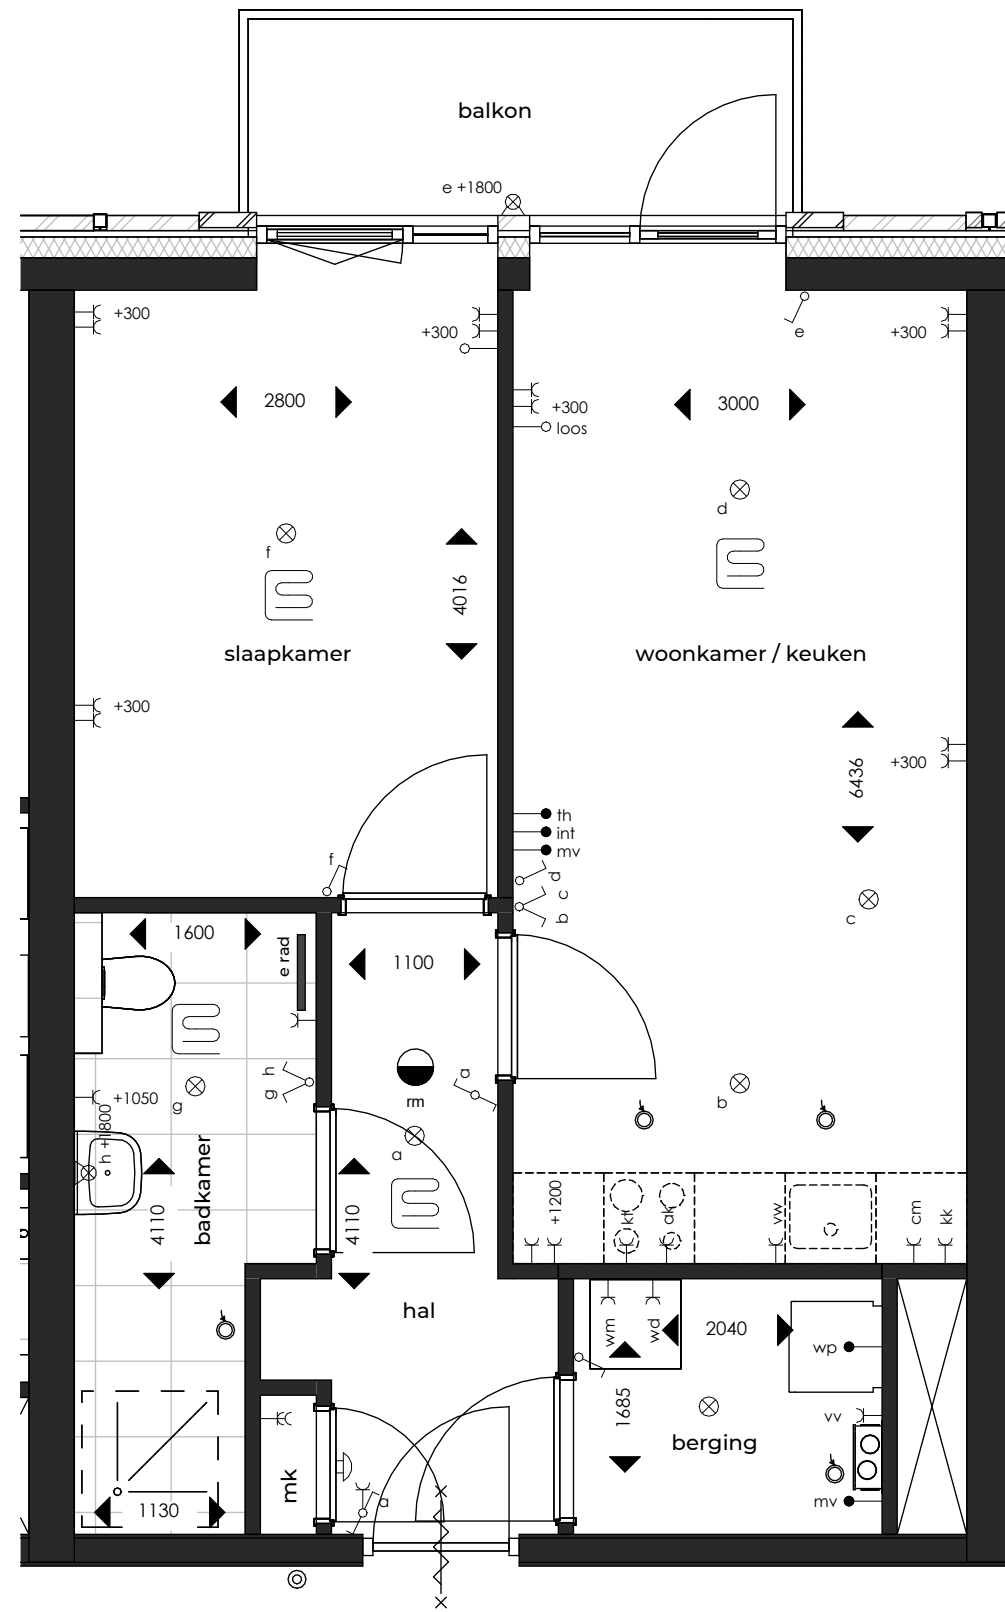 balkon
e +1800
+300
+300
e
+300
2800
+300
loos
3000
d
f
4016
slaapkamer
woonkamer / keuken
+300
6436
+300
th
int
mv
f
d
c
b
c
1600
e rad
1100
h
g
a
rm
b
+1050
g
h +1800
a
badkamer
4110
4110
+1200
kt
ak
vw
cm
kk
hal
wm
wd
2040
wp
1685
vv
berging
mk
a
mv
1130